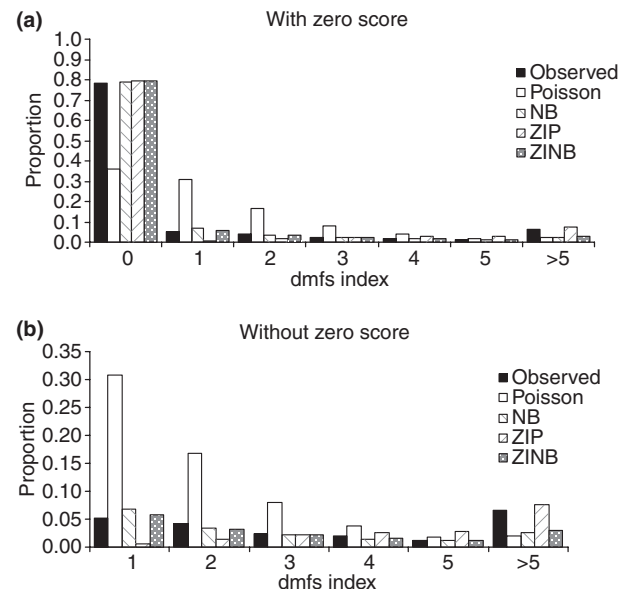 (a)
With zero score
1.0
0.9
0.8
0.7
0.6
0.5
0.4
0.3
0.2
0.1
0.0
Proportion
Observed
Poisson
NB
ZIP
ZINB
0 1 2 3 4 5 >5
dmfs index
(b)
Without zero score
0.35
0.30
0.25
0.20
0.15
0.10
0.05
0.00
Proportion
Observed
Poisson
NB
ZIP
ZINB
1 2 3 4 5 >5
dmfs index